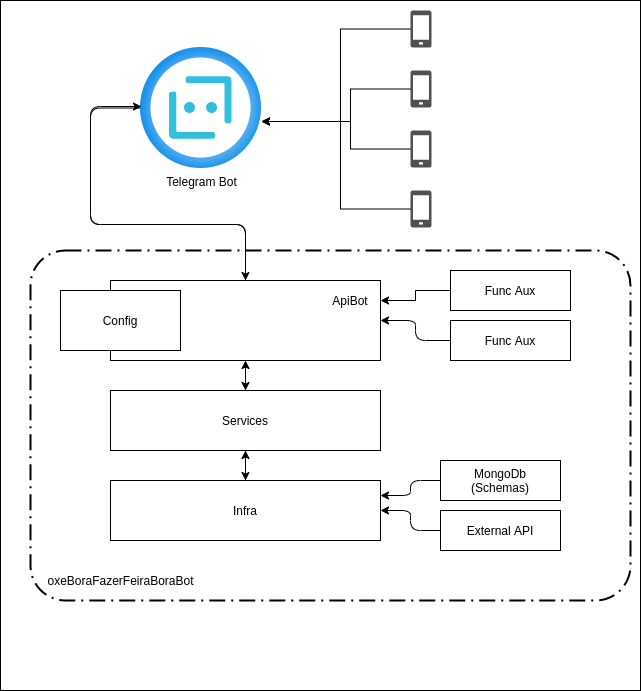 Telegram Bot
ApiBot
Config
Func Aux
Func Aux
Services
MongoDb
(Schemas)
Infra
External API
oxeBoraFazerFeiraBoraBot